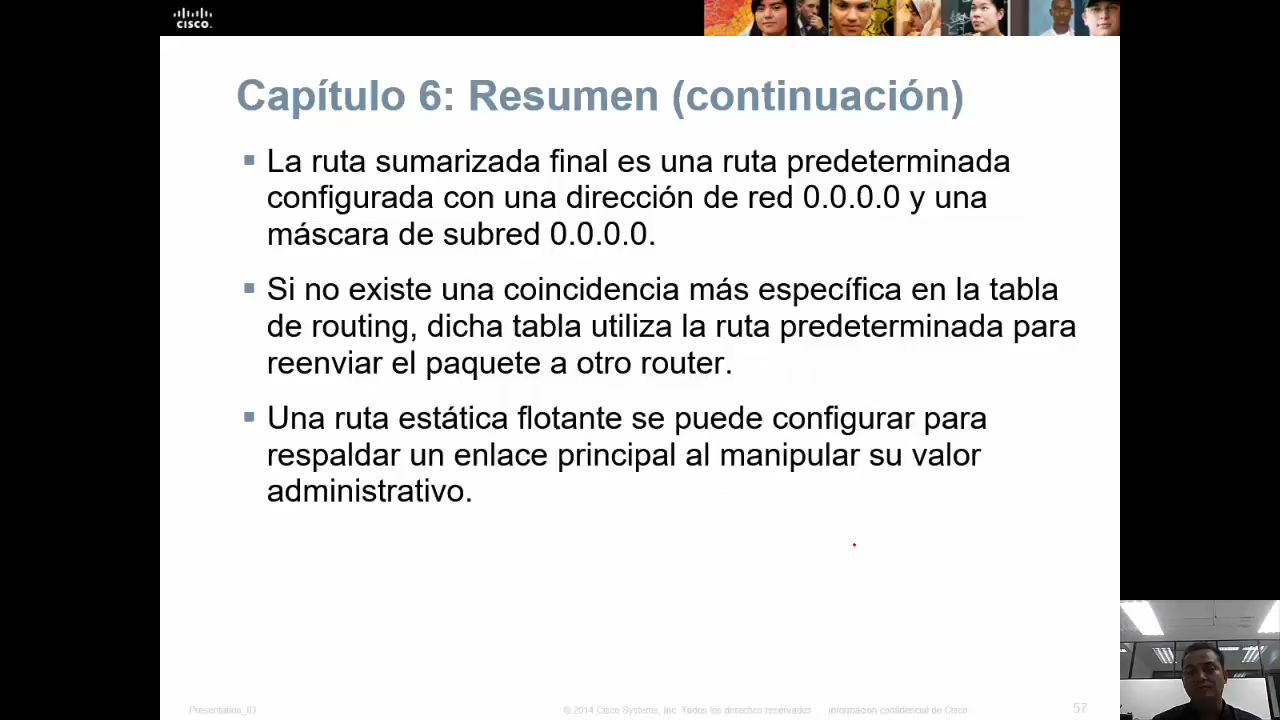 CISCO.
Capítulo 6: Resumen (continuación)
La ruta sumarizada final es una ruta predeterminada
configurada con una dirección de red 0.0.0.0 y una
máscara de subred 0.0.0.0.
Si no existe una coincidencia más específica en la tabla
de routing, dicha tabla utiliza la ruta predeterminada para
reenviar el paquete a otro router.
Una ruta estática flotante se puede configurar para
respaldar un enlace principal al manipular su valor
administrativo.
Presentation_ID
© 2014 Cisco Systems, Inc. Todos los derechos reservados.
Información confidencial de Cisco
57